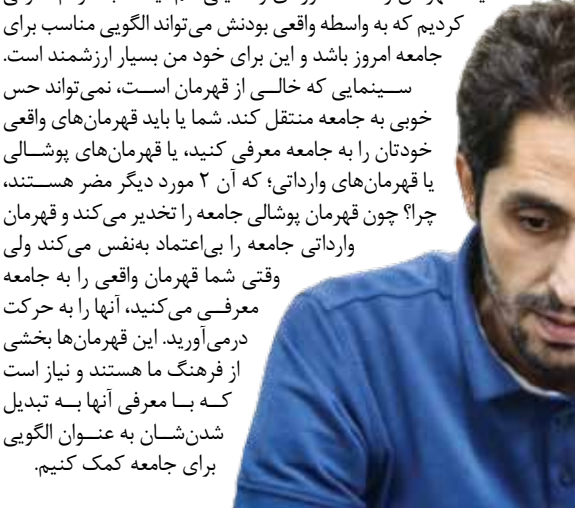 کردیم که به واسطه واقعی بودنش می‌تواند الگویی مناسب برای
جامعه امروز باشد و این برای خود من بسیار ارزشمند است.
سینمایی که خالی از قهرمان است، نمی‌تواند حس
خوبی به جامعه منتقل کند. شما یا باید قهرمان‌های واقعی
خودتان را به جامعه معرفی کنید، یا قهرمان‌های پوشالی
یا قهرمان‌های وارداتی؛ که آن ۲ مورد دیگر مضر هستند،
چرا؟ چون قهرمان پوشالی جامعه را تخدیر می‌کند و قهرمان
وارداتی جامعه را بی‌اعتماد به‌نفس می‌کند ولی
وقتی شما قهرمان واقعی را به جامعه
معرفی می‌کنید، آنها را به حرکت
درمی‌آورید. این قهرمان‌ها بخشی
از فرهنگ ما هستند و نیاز است
که با معرفی آنها به تبدیل
شدن‌شان به عنوان الگویی
برای جامعه کمک کنیم.